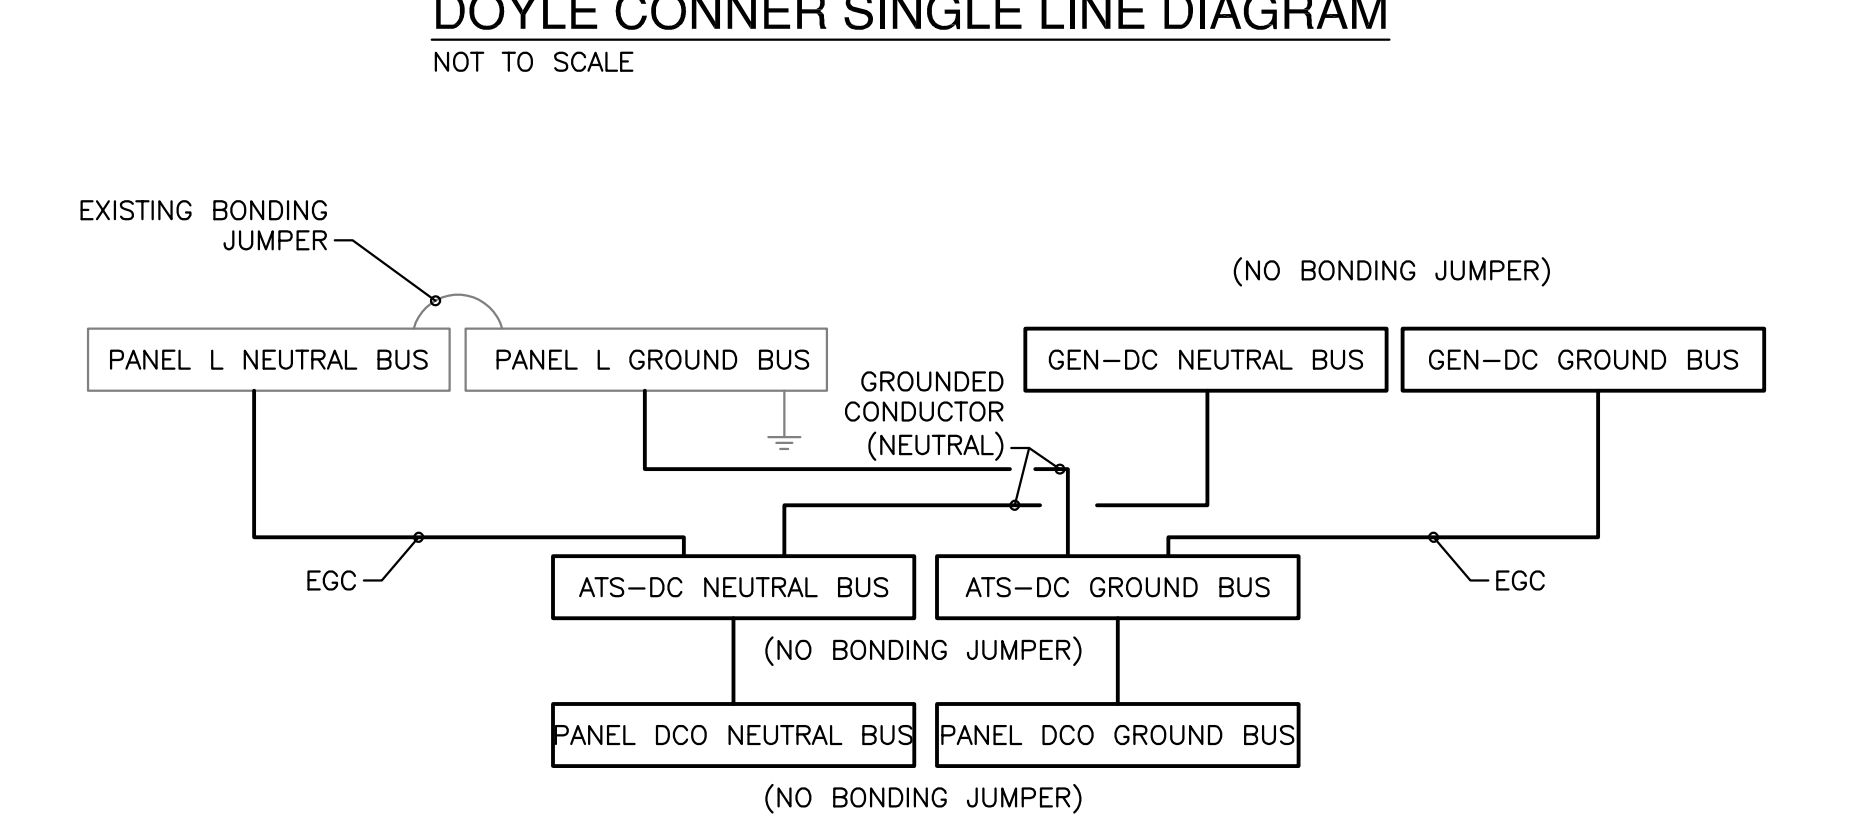 DOYLE CONNER SINGLE LINE DIAGRAM
NOT TO SCALE
EXISTING BONDING
JUMPER
(NO BONDING JUMPER)
PANEL L NEUTRAL BUS
PANEL L GROUND BUS
GEN-DC NEUTRAL BUS
GEN-DC GROUND BUS
GROUNDED
CONDUCTOR
(NEUTRAL)
EGC
EGC
ATS-DC NEUTRAL BUS
ATS-DC GROUND BUS
(NO BONDING JUMPER)
PANEL DCO NEUTRAL BUS
PANEL DCO GROUND BUS
(NO BONDING JUMPER)